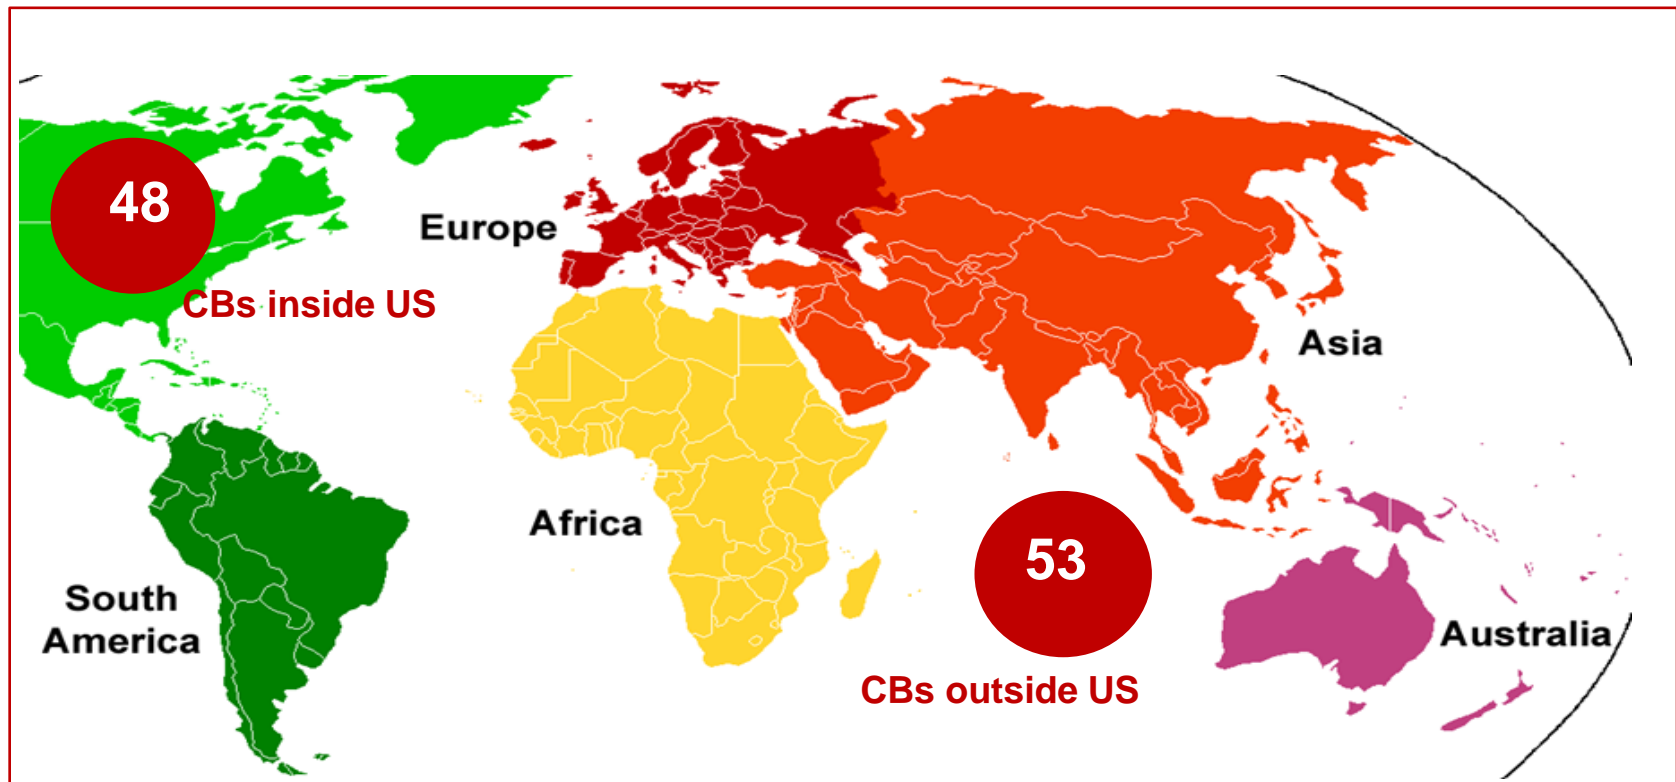 48
CBs inside US
Europe
Asia
Africa
53
South
America
Australia
CBs outside US